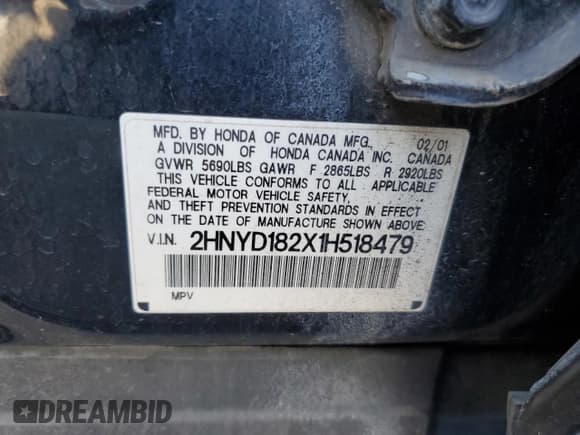 MFD. BY HONDA OF CANADA MFG., 02/01
A DIVISION OF HONDA CANADA INC. CANADA
GVWR 5690LBS GAWR F 2865LBS R 2920LBS
THIS VEHICLE CONFORMS TO ALL APPLICABLE
FEDERAL MOTOR VEHICLE SAFETY,
AND THEFT PREVENTION STANDARDS IN EFFECT
ON THE DATE OF MANUFACTURE SHOWN ABOVE.
V.I.N. 2HNYD182X1H518479
MPV
DREAMBID